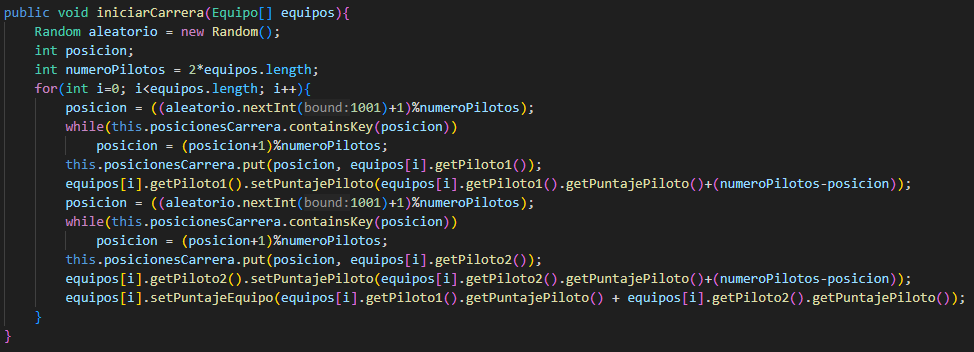 public void iniciarCarrera(Equipo[] equipos){
    Random aleatorio = new Random();
    int posicion;
    int numeroPilotos = 2*equipos.length;
    for(int i=0; i<equipos.length; i++){
        posicion = ((aleatorio.nextInt(bound:1001)+1)%numeroPilotos);
        while(this.posicionesCarrera.containsKey(posicion))
            posicion = (posicion+1)%numeroPilotos;
        this.posicionesCarrera.put(posicion, equipos[i].getPiloto1());
        equipos[i].getPiloto1().setPuntajePiloto(equipos[i].getPiloto1().getPuntajePiloto()+(numeroPilotos-posicion));
        posicion = ((aleatorio.nextInt(bound:1001)+1)%numeroPilotos);
        while(this.posicionesCarrera.containsKey(posicion))
            posicion = (posicion+1)%numeroPilotos;
        this.posicionesCarrera.put(posicion, equipos[i].getPiloto2());
        equipos[i].getPiloto2().setPuntajePiloto(equipos[i].getPiloto2().getPuntajePiloto()+(numeroPilotos-posicion));
        equipos[i].setPuntajeEquipo(equipos[i].getPiloto1().getPuntajePiloto() + equipos[i].getPiloto2().getPuntajePiloto());
    }
}